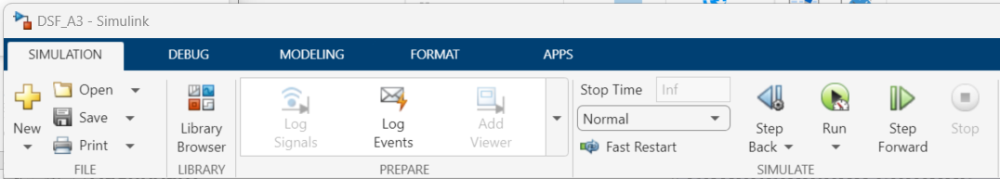 DSF_A3 - Simulink
SIMULATION DEBUG MODELING FORMAT APPS
New
Open
Save
Print
FILE
Library
Browser
LIBRARY
Log
Signals
Log
Events
Add
Viewer
PREPARE
Stop Time Inf
Normal
Fast Restart
Step
Back
Run
Step
Forward
Stop
SIMULATE